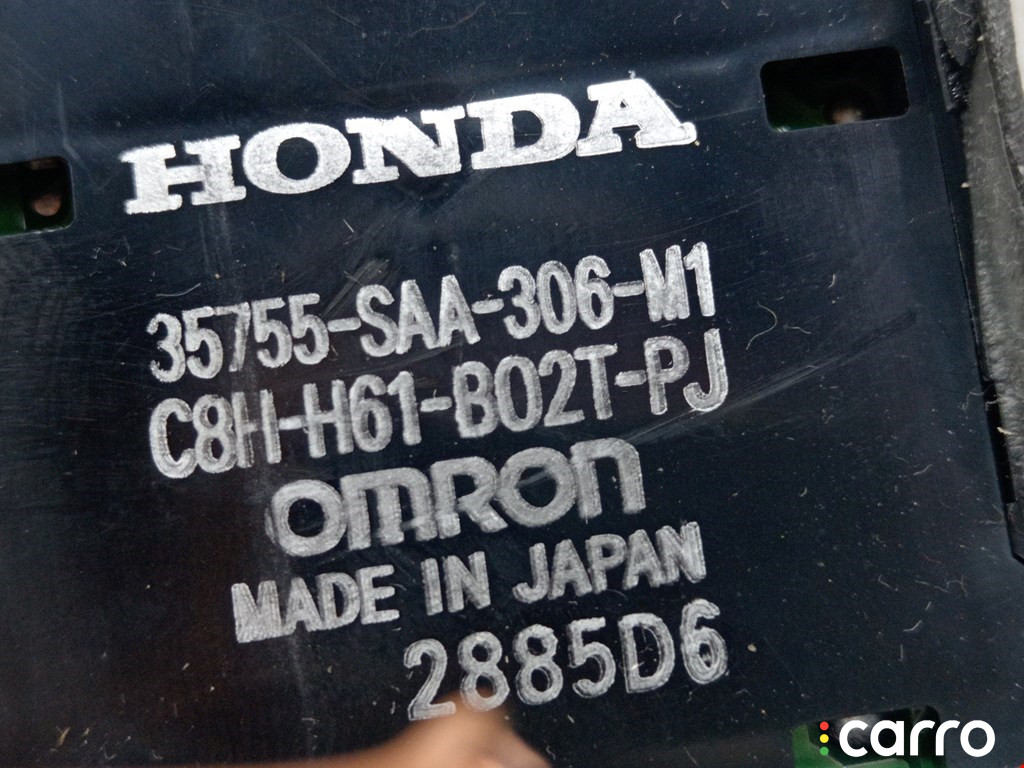 HONDA
35755-SAA-306-M1
C8H-H61-B02T-PJ
OMRON
MADE IN JAPAN
2885D6
carro